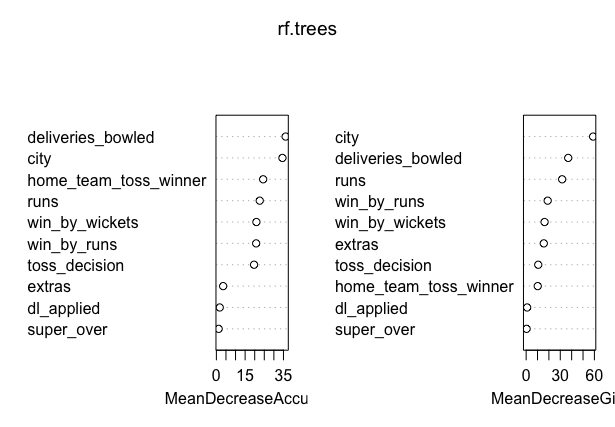 rf.trees
deliveries_bowled
city
home_team_toss_winner
runs
win_by_wickets
win_by_runs
toss_decision
extras
dl_applied
super_over
0 15 35
MeanDecreaseAccu
city
deliveries_bowled
runs
win_by_runs
win_by_wickets
extras
toss_decision
home_team_toss_winner
dl_applied
super_over
0 30 60
MeanDecreaseGi